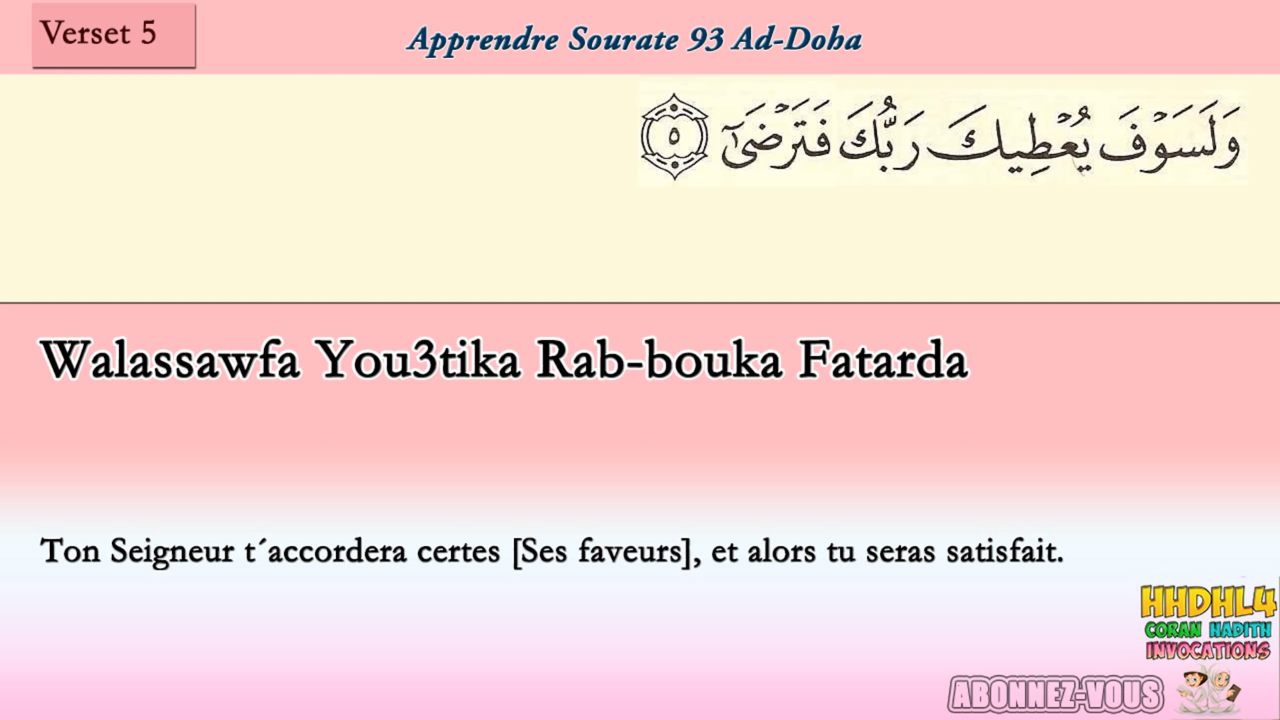 Verset 5
Apprendre Sourate 93 Ad-Doha
وَلَسَوْفَ يُعْطِيكَ رَبُّكَ فَتَرْضَىٰٓ ٥
Walassawfa You3tika Rab-bouka Fatarda
Ton Seigneur t´accordera certes [Ses faveurs], et alors tu seras satisfait.
HHDHL4
CORAN HADITH
INVOCATIONS
ABONNEZ-VOUS